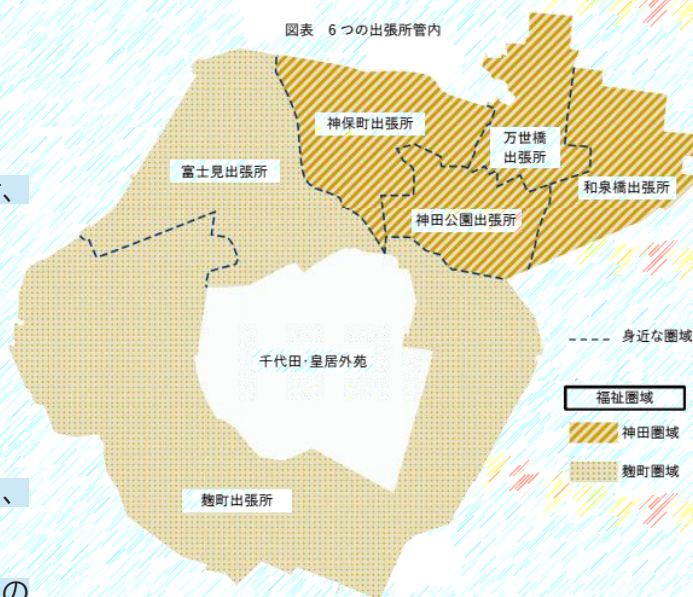 図表　6つの出張所管内
神保町出張所
万世橋
出張所
富士見出張所
和泉橋出張所
神田公園出張所
、
身近な圏域
千代田・皇居外苑
福祉圏域
神田圏域
麹町圏域
麹町出張所
、
の